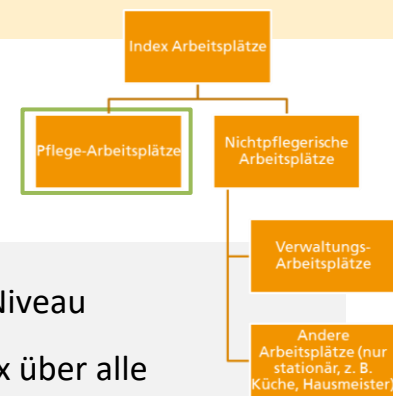 Index Arbeitsplätze
Pflege-Arbeitsplätze
Nichtpflegerische
Arbeitsplätze
Verwaltungs-
Arbeitsplätze
Andere
Arbeitsplätze (nur
stationär, z. B.
Küche, Hausmeister)
Niveau
x über alle